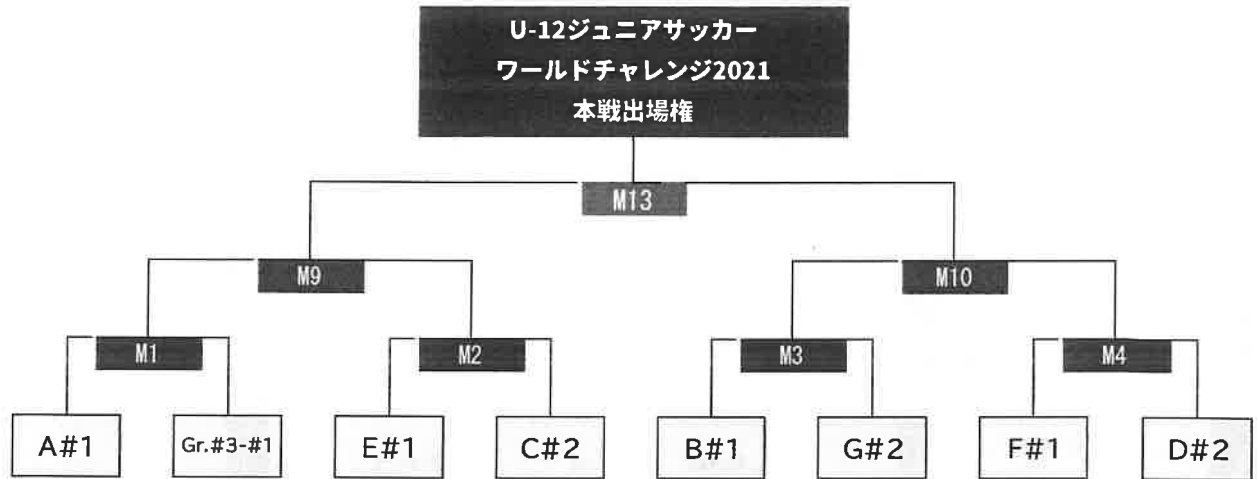 U-12ジュニアサッカー
ワールドチャレンジ2021
本戦出場権
M13
M9
M10
M1
M2
M3
M4
A#1
Gr.#3-#1
E#1
C#2
B#1
G#2
F#1
D#2